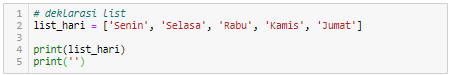 1 # deklarasi list
2 list_hari = ['Senin', 'Selasa', 'Rabu', 'Kamis', 'Jumat']
3
4 print(list_hari)
5 print('')